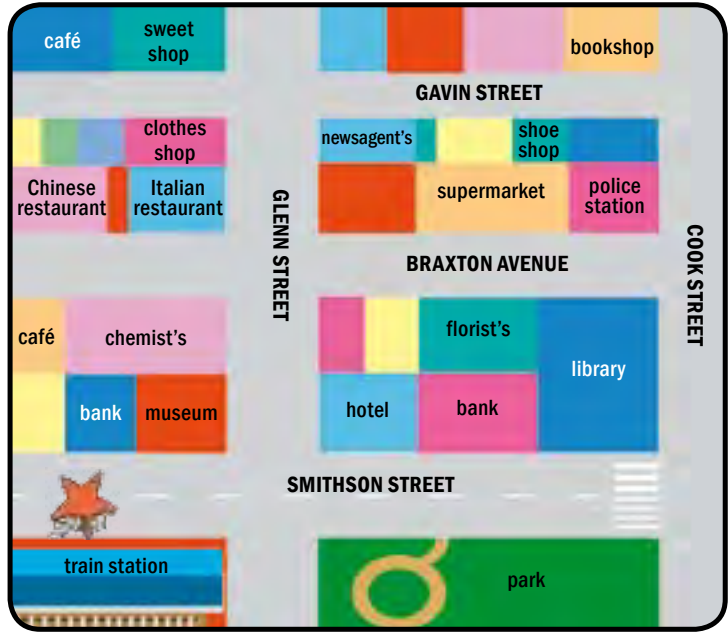 café
sweet
shop
bookshop
GAVIN STREET
clothes
shop
newsagent's
shoe
shop
Chinese
restaurant
Italian
restaurant
supermarket
police
station
GLENN STREET
COOK STREET
BRAXTON AVENUE
café
chemist's
florist's
library
bank
museum
hotel
bank
SMITHSON STREET
train station
park